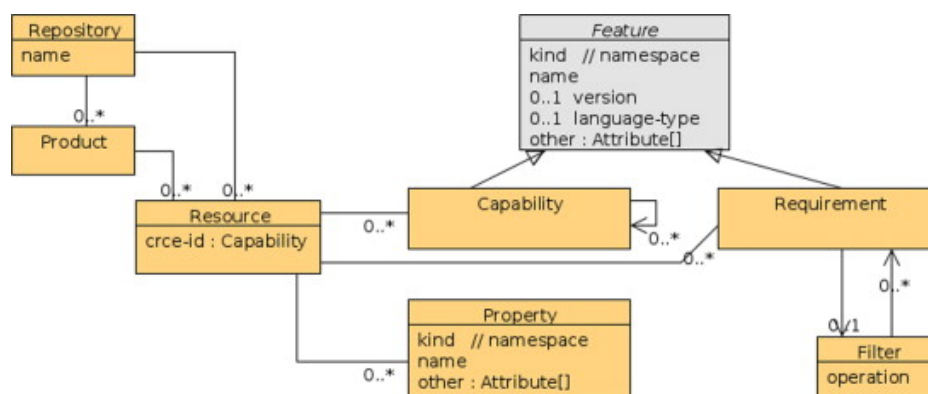 Repository
name
Feature
kind // namespace
name
0..1 version
0..1 language-type
other : Attribute[]
0..*
Product
0..*
0..*
Resource
crce-id : Capability
Capability
0..*
0..*
Requirement
0..*
Property
kind // namespace
name
other : Attribute[]
0..*
0..*
0/1
Filter
operation